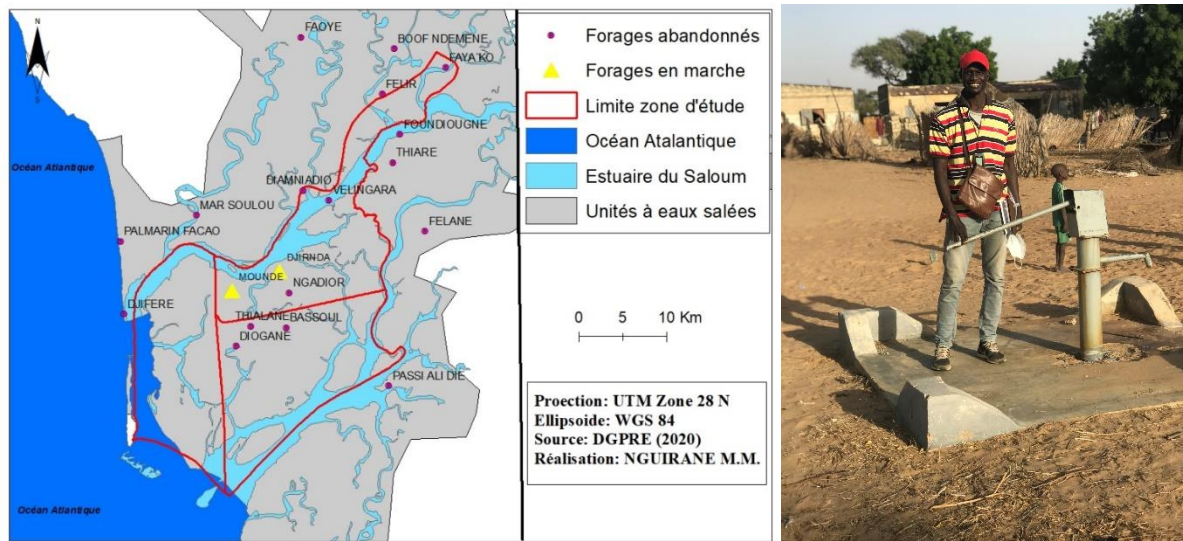 N
S
FAOYE
BOOF NDEMENE
FAYA KO
FELIR
Océan Atlantique
FOUNDIOUGNE
THIARE
DIAMNIADIO
VELINGARA
MAR SOULOU
FELANE
PALMARIN FACAO
DJIRNDA
MOUNDE
NGADIOR
DJIFERE
THIALANE
BASSOUL
DIOGANE
PASSI ALI DIE
Océan Atlantique
Forages abandonnés
Forages en marche
Limite zone d'étude
Océan Atalantique
Estuaire du Saloum
Unités à eaux salées
0 5 10 Km
Proection: UTM Zone 28 N
Ellipsoide: WGS 84
Source: DGPRE (2020)
Réalisation: NGUIRANE M.M.